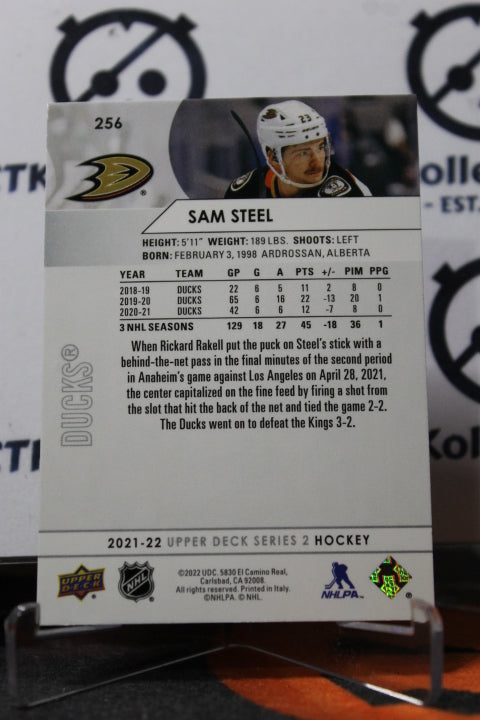 256
23
SAM STEEL
HEIGHT: 5'11" WEIGHT: 189 LBS. SHOOTS: LEFT
BORN: FEBRUARY 3, 1998 ARDROSSAN, ALBERTA
YEAR TEAM GP G A PTS +/- PIM PPG
2018-19 DUCKS 22 6 5 11 2 8 0
2019-20 DUCKS 65 6 16 22 -13 20 1
2020-21 DUCKS 42 6 6 12 -7 8 0
3 NHL SEASONS 129 18 27 45 -18 36 1
When Rickard Rakell put the puck on Steel's stick with a
behind-the-net pass in the final minutes of the second period
in Anaheim's game against Los Angeles on April 28, 2021,
the center capitalized on the fine feed by firing a shot from
the slot that hit the back of the net and tied the game 2-2.
The Ducks went on to defeat the Kings 3-2.
DUCKS®
2021-22 UPPER DECK SERIES 2 HOCKEY
UPPER DECK
NHL
©2022 UDC. 5830 El Camino Real,
Carlsbad, CA 92008.
All rights reserved. Printed in Italy.
©NHLPA. © NHL.
NHLPA